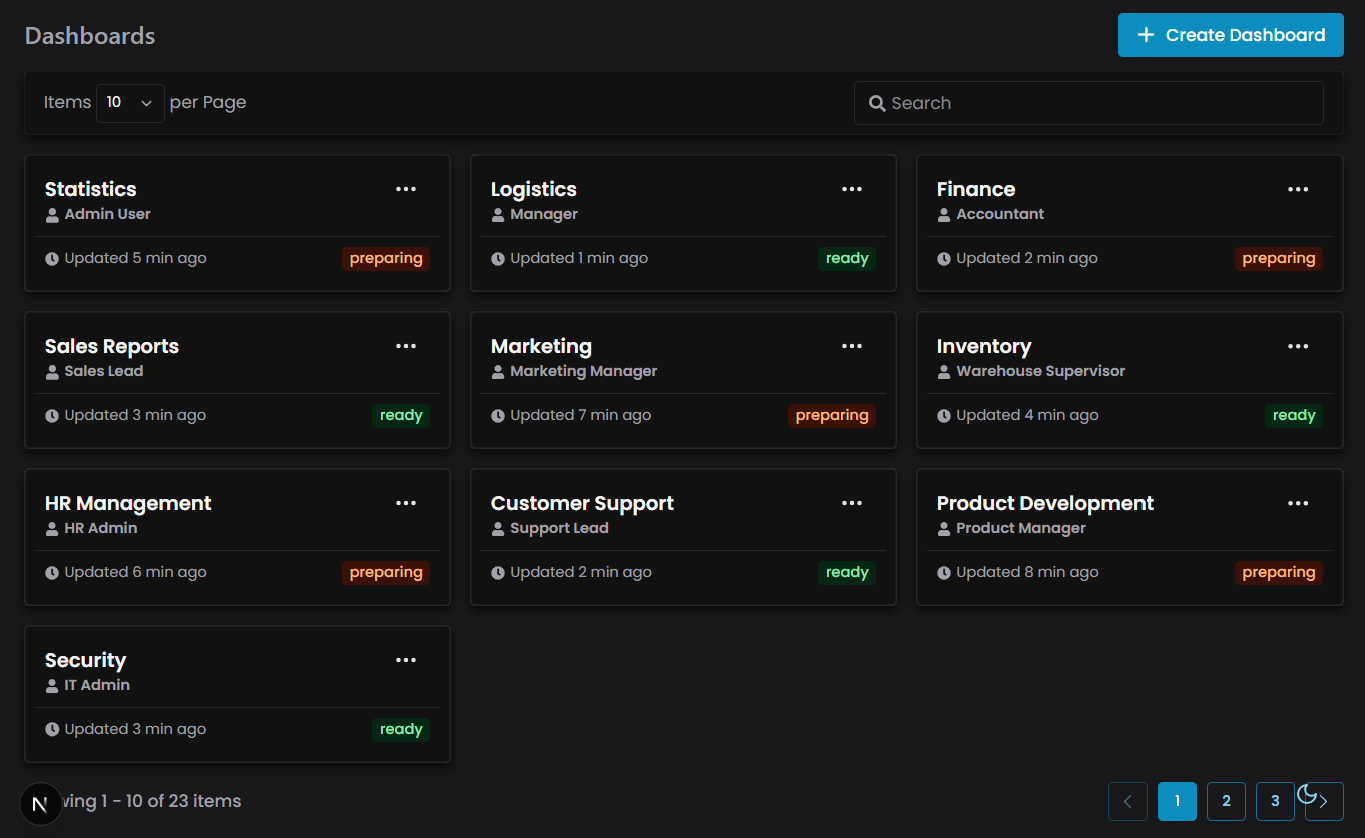 Dashboards
Create Dashboard
Items 10 per Page
Search
Statistics
Admin User
Updated 5 min ago preparing
Logistics
Manager
Updated 1 min ago ready
Finance
Accountant
Updated 2 min ago preparing
Sales Reports
Sales Lead
Updated 3 min ago ready
Marketing
Marketing Manager
Updated 7 min ago preparing
Inventory
Warehouse Supervisor
Updated 4 min ago ready
HR Management
HR Admin
Updated 6 min ago preparing
Customer Support
Support Lead
Updated 2 min ago ready
Product Development
Product Manager
Updated 8 min ago preparing
Security
IT Admin
Updated 3 min ago ready
N
1 - 10 of 23 items
1 2 3